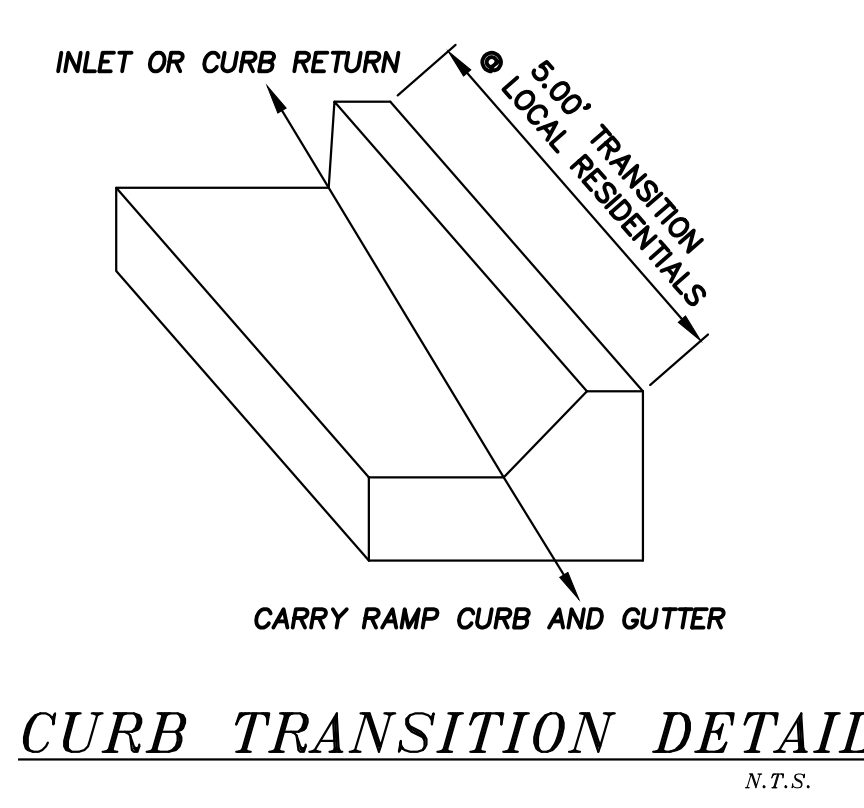 INLET OR CURB RETURN
5.00' TRANSITION
@ LOCAL RESIDENTIALS
CARRY RAMP CURB AND GUTTER
CURB TRANSITION DETAIL
N.T.S.